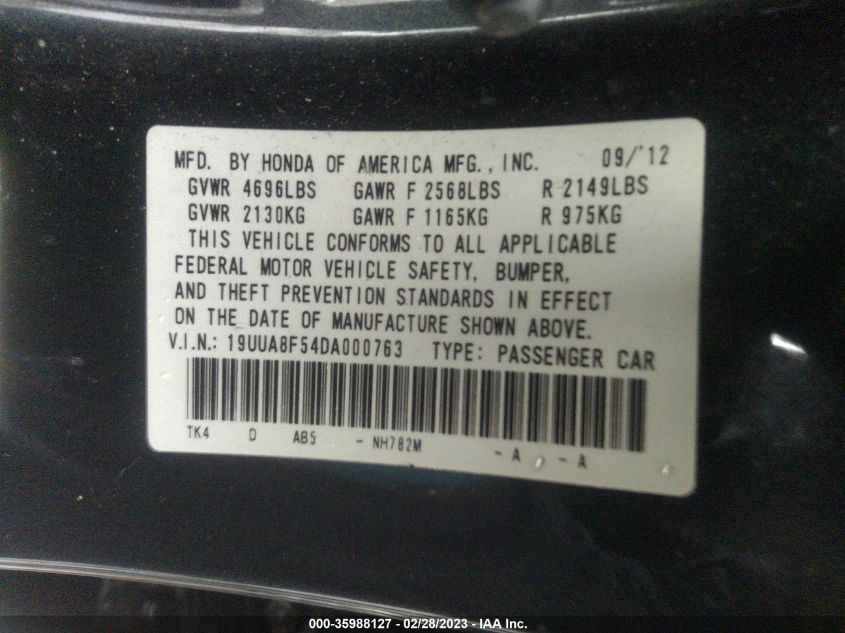 MFD. BY HONDA OF AMERICA MFG., INC. 09/'12
GVWR 4696LBS GAWR F 2568LBS R 2149LBS
GVWR 2130KG GAWR F 1165KG R 975KG
THIS VEHICLE CONFORMS TO ALL APPLICABLE
FEDERAL MOTOR VEHICLE SAFETY, BUMPER,
AND THEFT PREVENTION STANDARDS IN EFFECT
ON THE DATE OF MANUFACTURE SHOWN ABOVE.
V.I.N.: 19UUA8F54DA000763 TYPE: PASSENGER CAR
TK4 D AB5 - NH782M - A - A
000-35988127 - 02/28/2023 - IAA Inc.